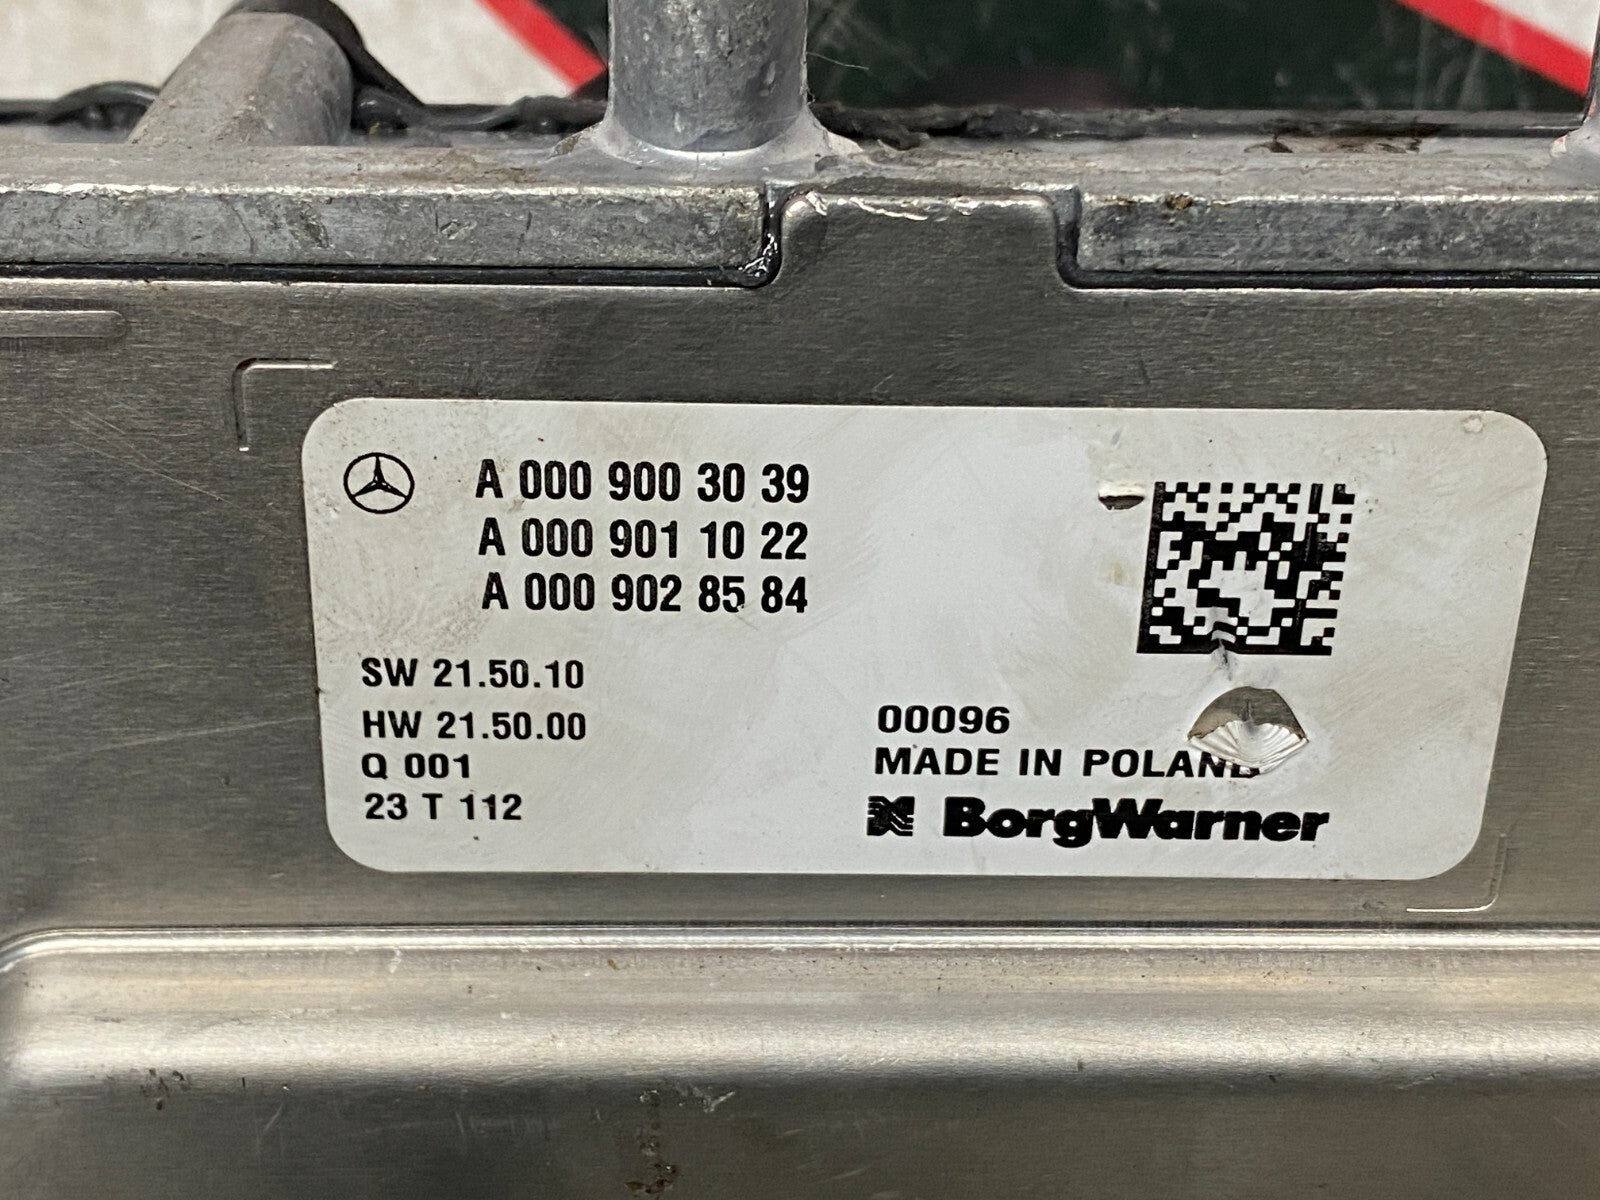 A 000 900 30 39
A 000 901 10 22
A 000 902 85 84
SW 21.50.10
HW 21.50.00
Q 001
23 T 112
00096
MADE IN POLAND
BorgWarner